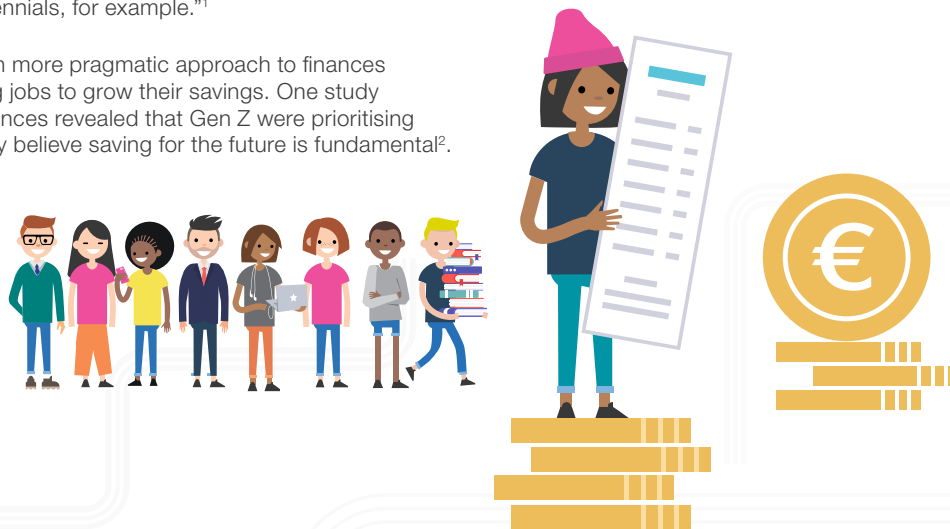 ennials, for example.”¹
n more pragmatic approach to finances
g jobs to grow their savings. One study
nces revealed that Gen Z were prioritising
y believe saving for the future is fundamental².
€